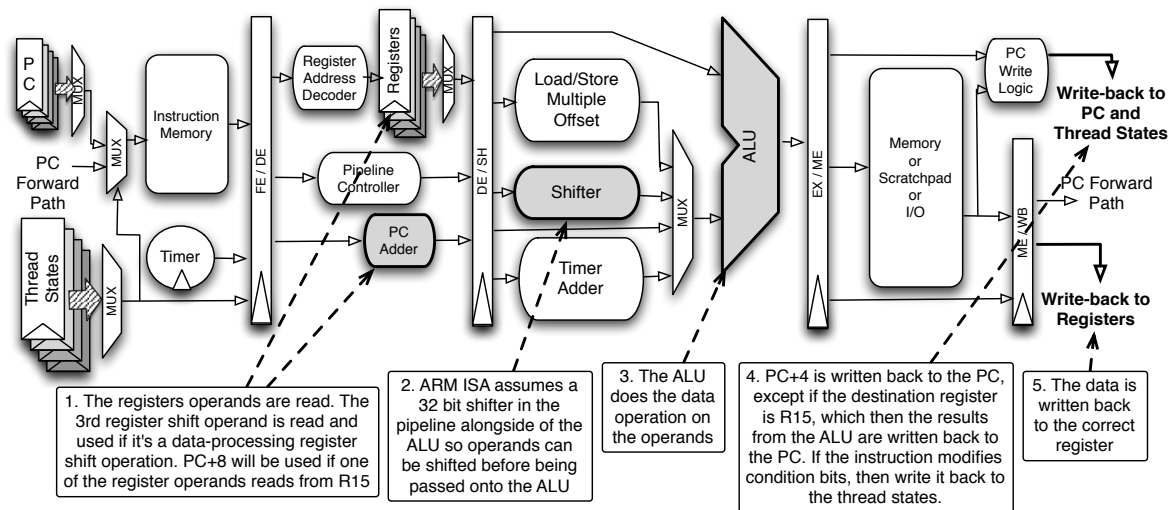 PC
MUX
PC
Forward
Path
MUX
Instruction
Memory
Thread
States
MUX
Timer
FE / DE
Register
Address
Decoder
Registers
MUX
Pipeline
Controller
PC
Adder
DE / SH
Load/Store
Multiple
Offset
Shifter
Timer
Adder
MUX
ALU
EX / ME
Memory
or
Scratchpad
or
I/O
PC
Write
Logic
ME / WB
Write-back to
PC and
Thread States
PC Forward
Path
Write-back to
Registers
1. The registers operands are read. The
3rd register shift operand is read and
used if it's a data-processing register
shift operation. PC+8 will be used if one
of the register operands reads from R15
2. ARM ISA assumes a
32 bit shifter in the
pipeline alongside of the
ALU so operands can
be shifted before being
passed onto the ALU
3. The ALU
does the data
operation on
the operands
4. PC+4 is written back to the PC,
except if the destination register
is R15, which then the results
from the ALU are written back to
the PC. If the instruction modifies
condition bits, then write it back to
the thread states.
5. The data is
written back
to the correct
register